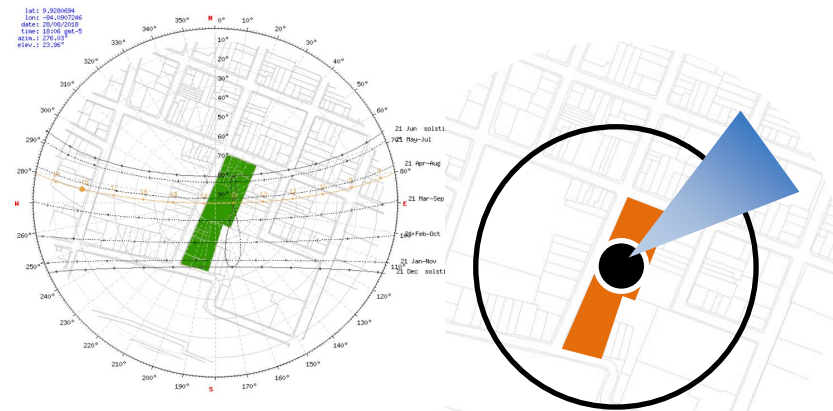 lat: 9.9280694
lon: -84.0907246
date: 28/08/2018
time: 18:06 gmt-5
azim.: 276.03°
elev.: 23.96°
N
350° 0° 10°
340° 20°
330° 30°
320°
310°
300°
290°
280°
10°
20°
30°
40°
50°
60°
70°
60°
21 Jun solsti
21 May-Jul
21 Apr-Aug
80°
21 Mar-Sep
W
E
21 Feb-Oct
260°
21 Jan-Nov
250°
110°
21 Dec solsti
240°
120°
230°
130°
220°
140°
210°
150°
200°
160°
190°
170°
S